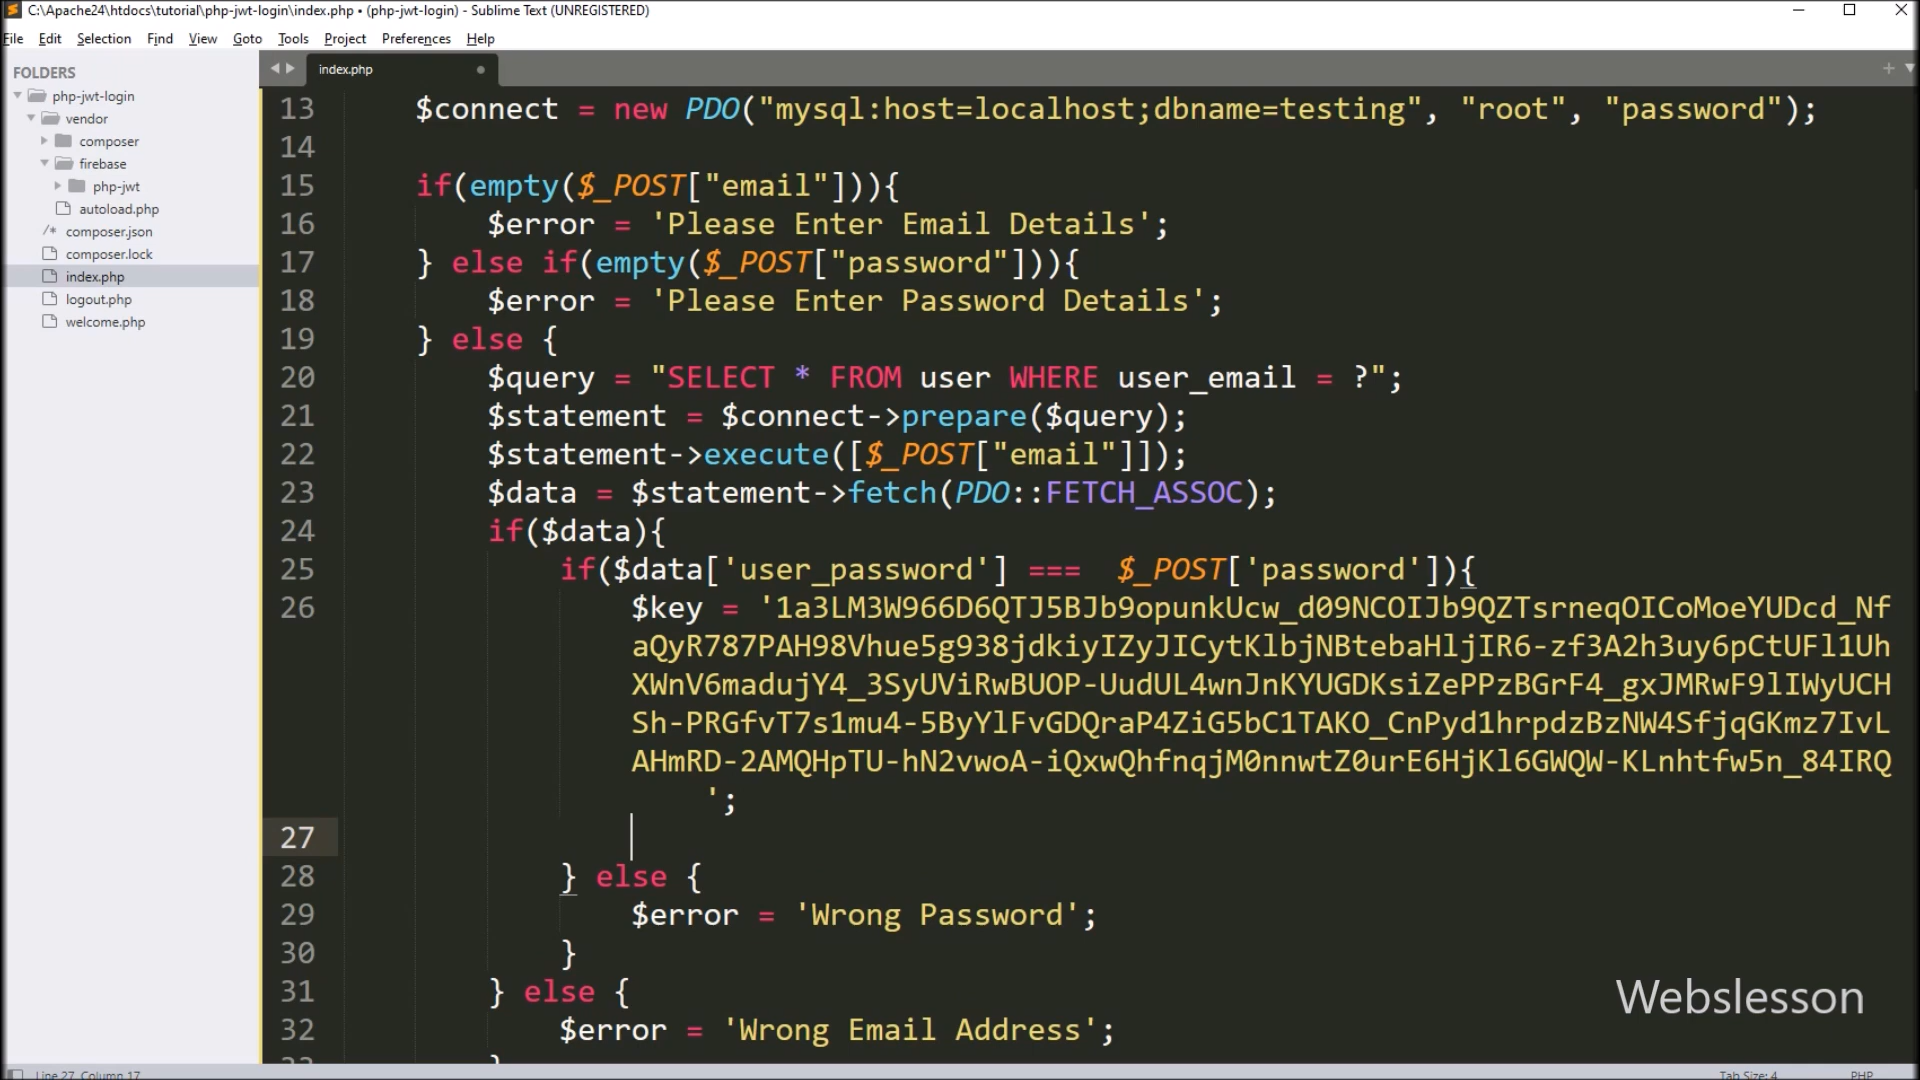 C:\Apache24\htdocs\tutorial\php-jwt-login\index.php • (php-jwt-login) - Sublime Text (UNREGISTERED)
File Edit Selection Find View Goto Tools Project Preferences Help
FOLDERS
php-jwt-login
vendor
composer
firebase
php-jwt
autoload.php
/* composer.json
composer.lock
index.php
logout.php
welcome.php
index.php
13 $connect = new PDO("mysql:host=localhost;dbname=testing", "root", "password");
14
15 if(empty($_POST["email"])){
16 $error = 'Please Enter Email Details';
17 } else if(empty($_POST["password"])){
18 $error = 'Please Enter Password Details';
19 } else {
20 $query = "SELECT * FROM user WHERE user_email = ?";
21 $statement = $connect->prepare($query);
22 $statement->execute([$_POST["email"]]);
23 $data = $statement->fetch(PDO::FETCH_ASSOC);
24 if($data){
25 if($data['user_password'] ===  $_POST['password']){
26 $key = '1a3LM3W966D6QTJ5BJb9opunkUcw_d09NCOIJb9QZTsrneqOICoMoeYUDcd_Nf
aQyR787PAH98Vhue5g938jdkiyIZyJICytKlbjNBtebaHljIR6-zf3A2h3uy6pCtUFl1Uh
XWnV6madujY4_3SyUViRwBUOP-UudUL4wnJnKYUGDKsiZePPzBGrF4_gxJMRwF9lIWyUCH
Sh-PRGfvT7s1mu4-5ByYlFvGDQraP4ZiG5bC1TAKO_CnPyd1hrpdzBzNW4SfjqGKmz7IvL
AHmRD-2AMQHpTU-hN2vwoA-iQxwQhfnqjM0nnwtZ0urE6HjKl6GWQW-KLnhtfw5n_84IRQ
';
27
28 } else {
29 $error = 'Wrong Password';
30 }
31 } else {
32 $error = 'Wrong Email Address';
33 }
Webslesson
Line 27, Column 17
Tab Size: 4
PHP